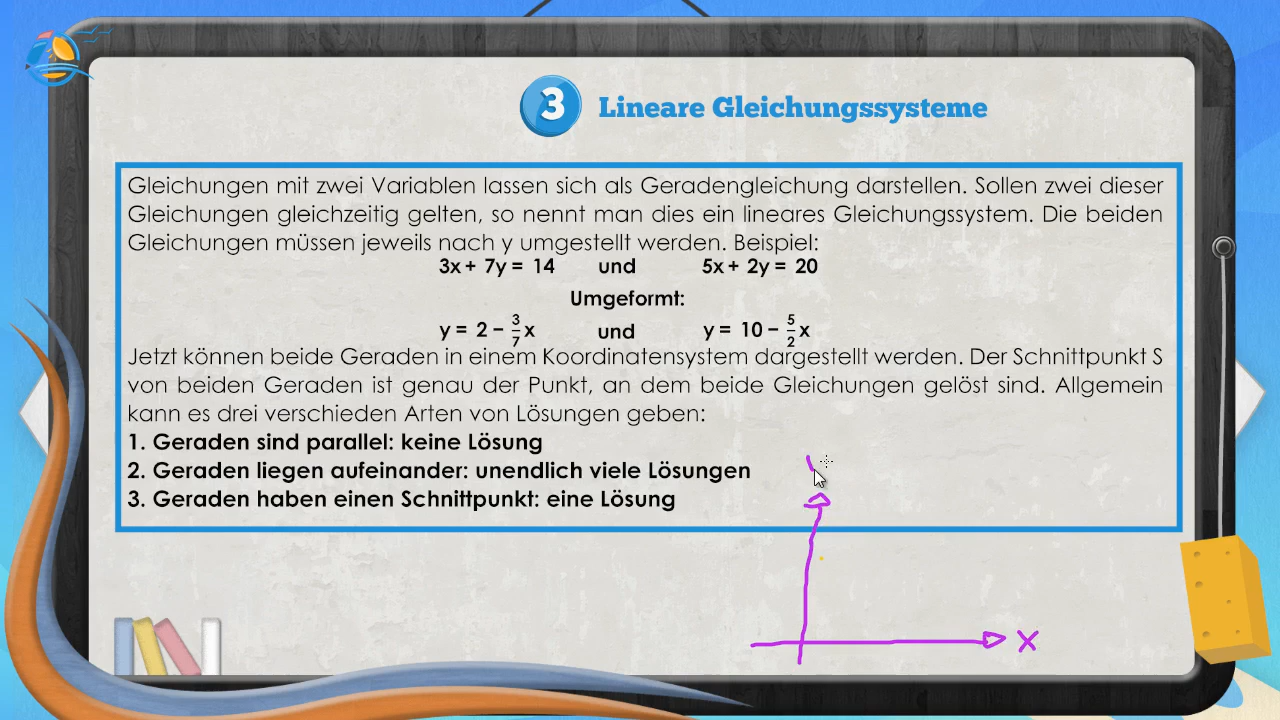 3 Lineare Gleichungssysteme
Gleichungen mit zwei Variablen lassen sich als Geradengleichung darstellen. Sollen zwei dieser
Gleichungen gleichzeitig gelten, so nennt man dies ein lineares Gleichungssystem. Die beiden
Gleichungen müssen jeweils nach y umgestellt werden. Beispiel:
3x + 7y = 14 und 5x + 2y = 20
Umgeformt:
y = 2 − 3/7 x und y = 10 − 5/2 x
Jetzt können beide Geraden in einem Koordinatensystem dargestellt werden. Der Schnittpunkt S
von beiden Geraden ist genau der Punkt, an dem beide Gleichungen gelöst sind. Allgemein
kann es drei verschieden Arten von Lösungen geben:
1. Geraden sind parallel: keine Lösung
2. Geraden liegen aufeinander: unendlich viele Lösungen
3. Geraden haben einen Schnittpunkt: eine Lösung
x